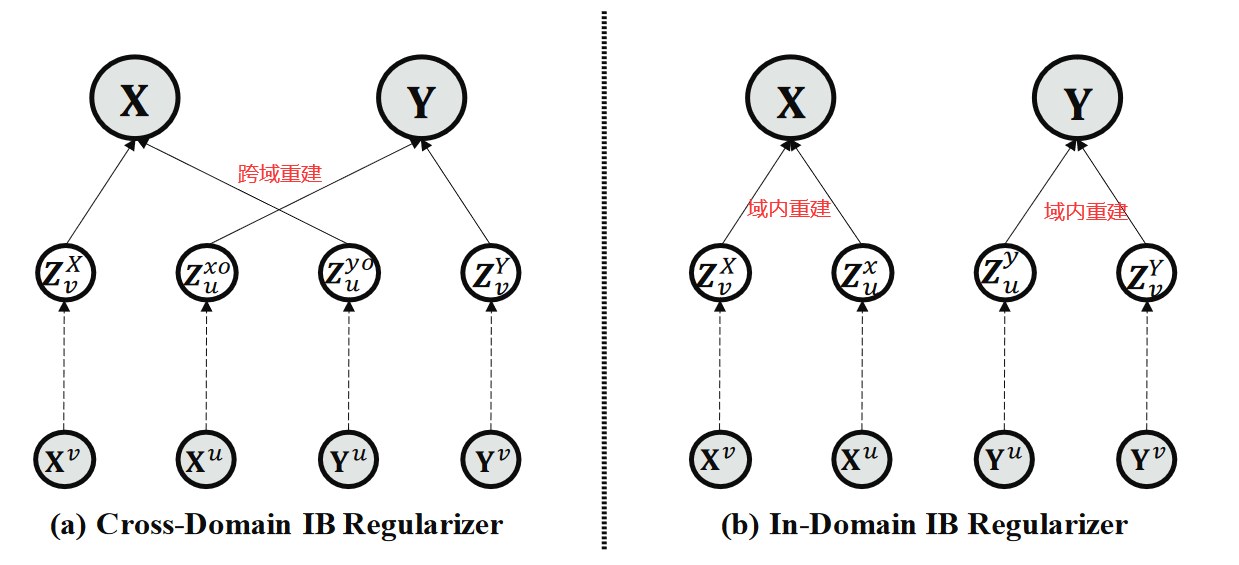 X Y
跨域重建
Z_v^X Z_u^{xo} Z_u^{yo} Z_v^Y
X^v X^u Y^u Y^v
(a) Cross-Domain IB Regularizer
X Y
域内重建 域内重建
Z_v^X Z_u^x Z_u^y Z_v^Y
X^v X^u Y^u Y^v
(b) In-Domain IB Regularizer